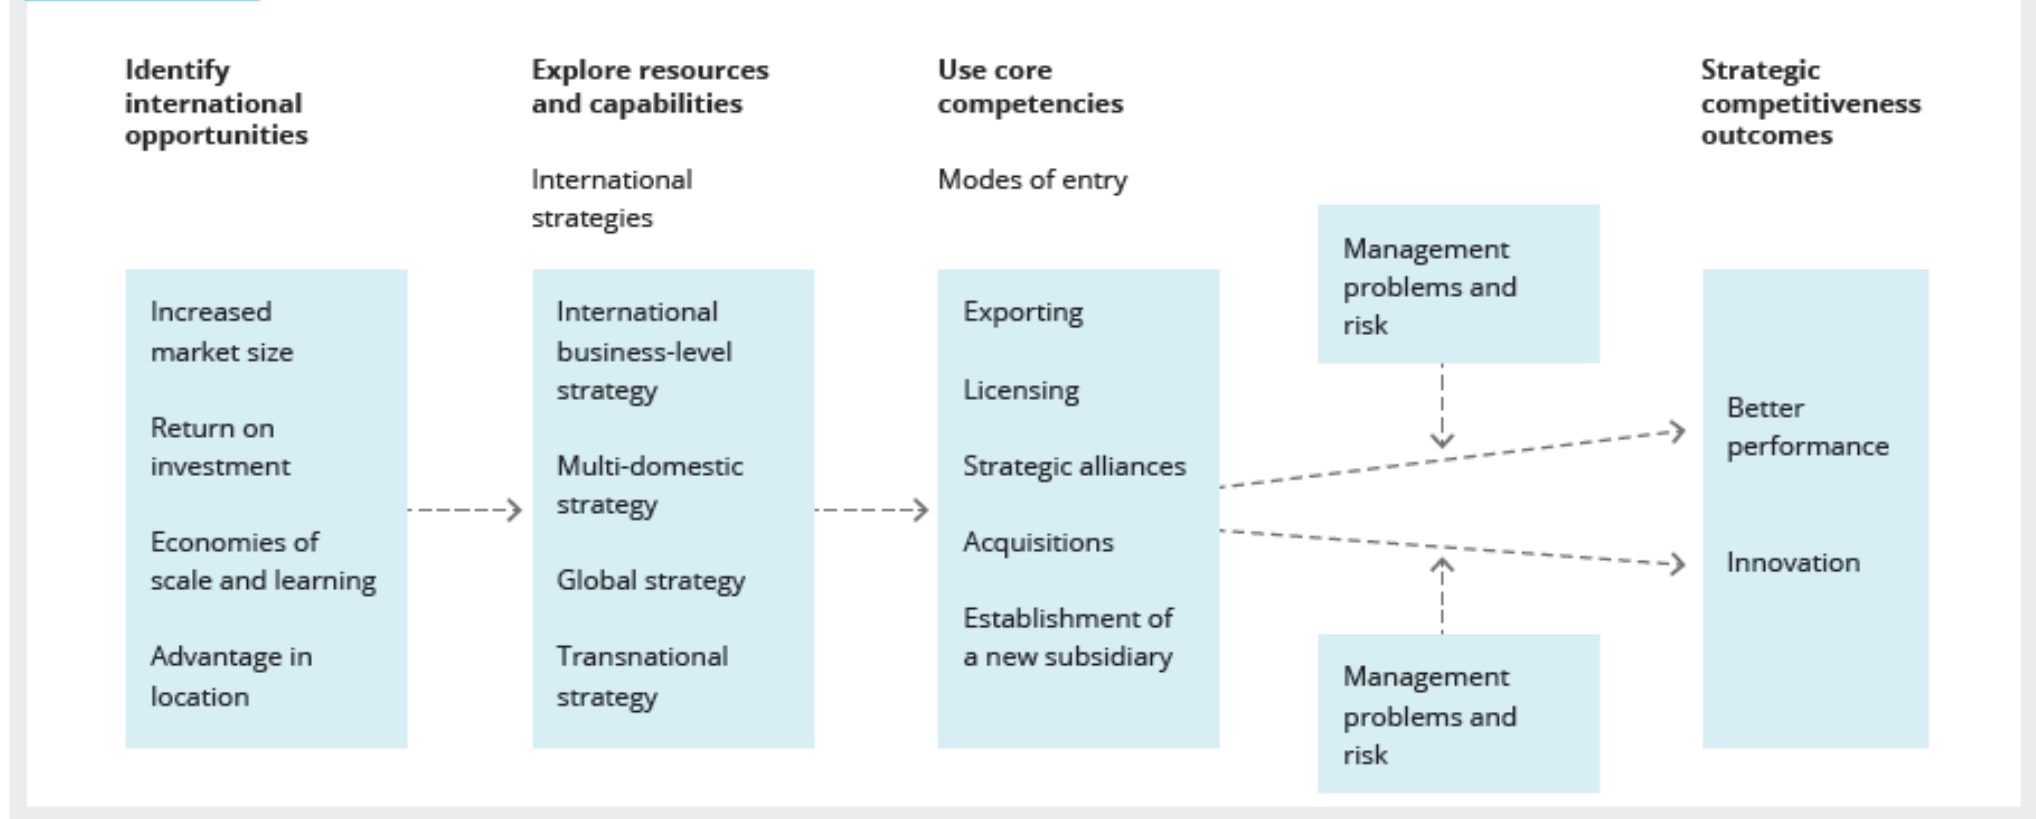 Identify
international
opportunities
Explore resources
and capabilities
International
strategies
Use core
competencies
Modes of entry
Strategic
competitiveness
outcomes
Increased
market size
Return on
investment
Economies of
scale and learning
Advantage in
location
International
business-level
strategy
Multi-domestic
strategy
Global strategy
Transnational
strategy
Exporting
Licensing
Strategic alliances
Acquisitions
Establishment of
a new subsidiary
Management
problems and
risk
Management
problems and
risk
Better
performance
Innovation